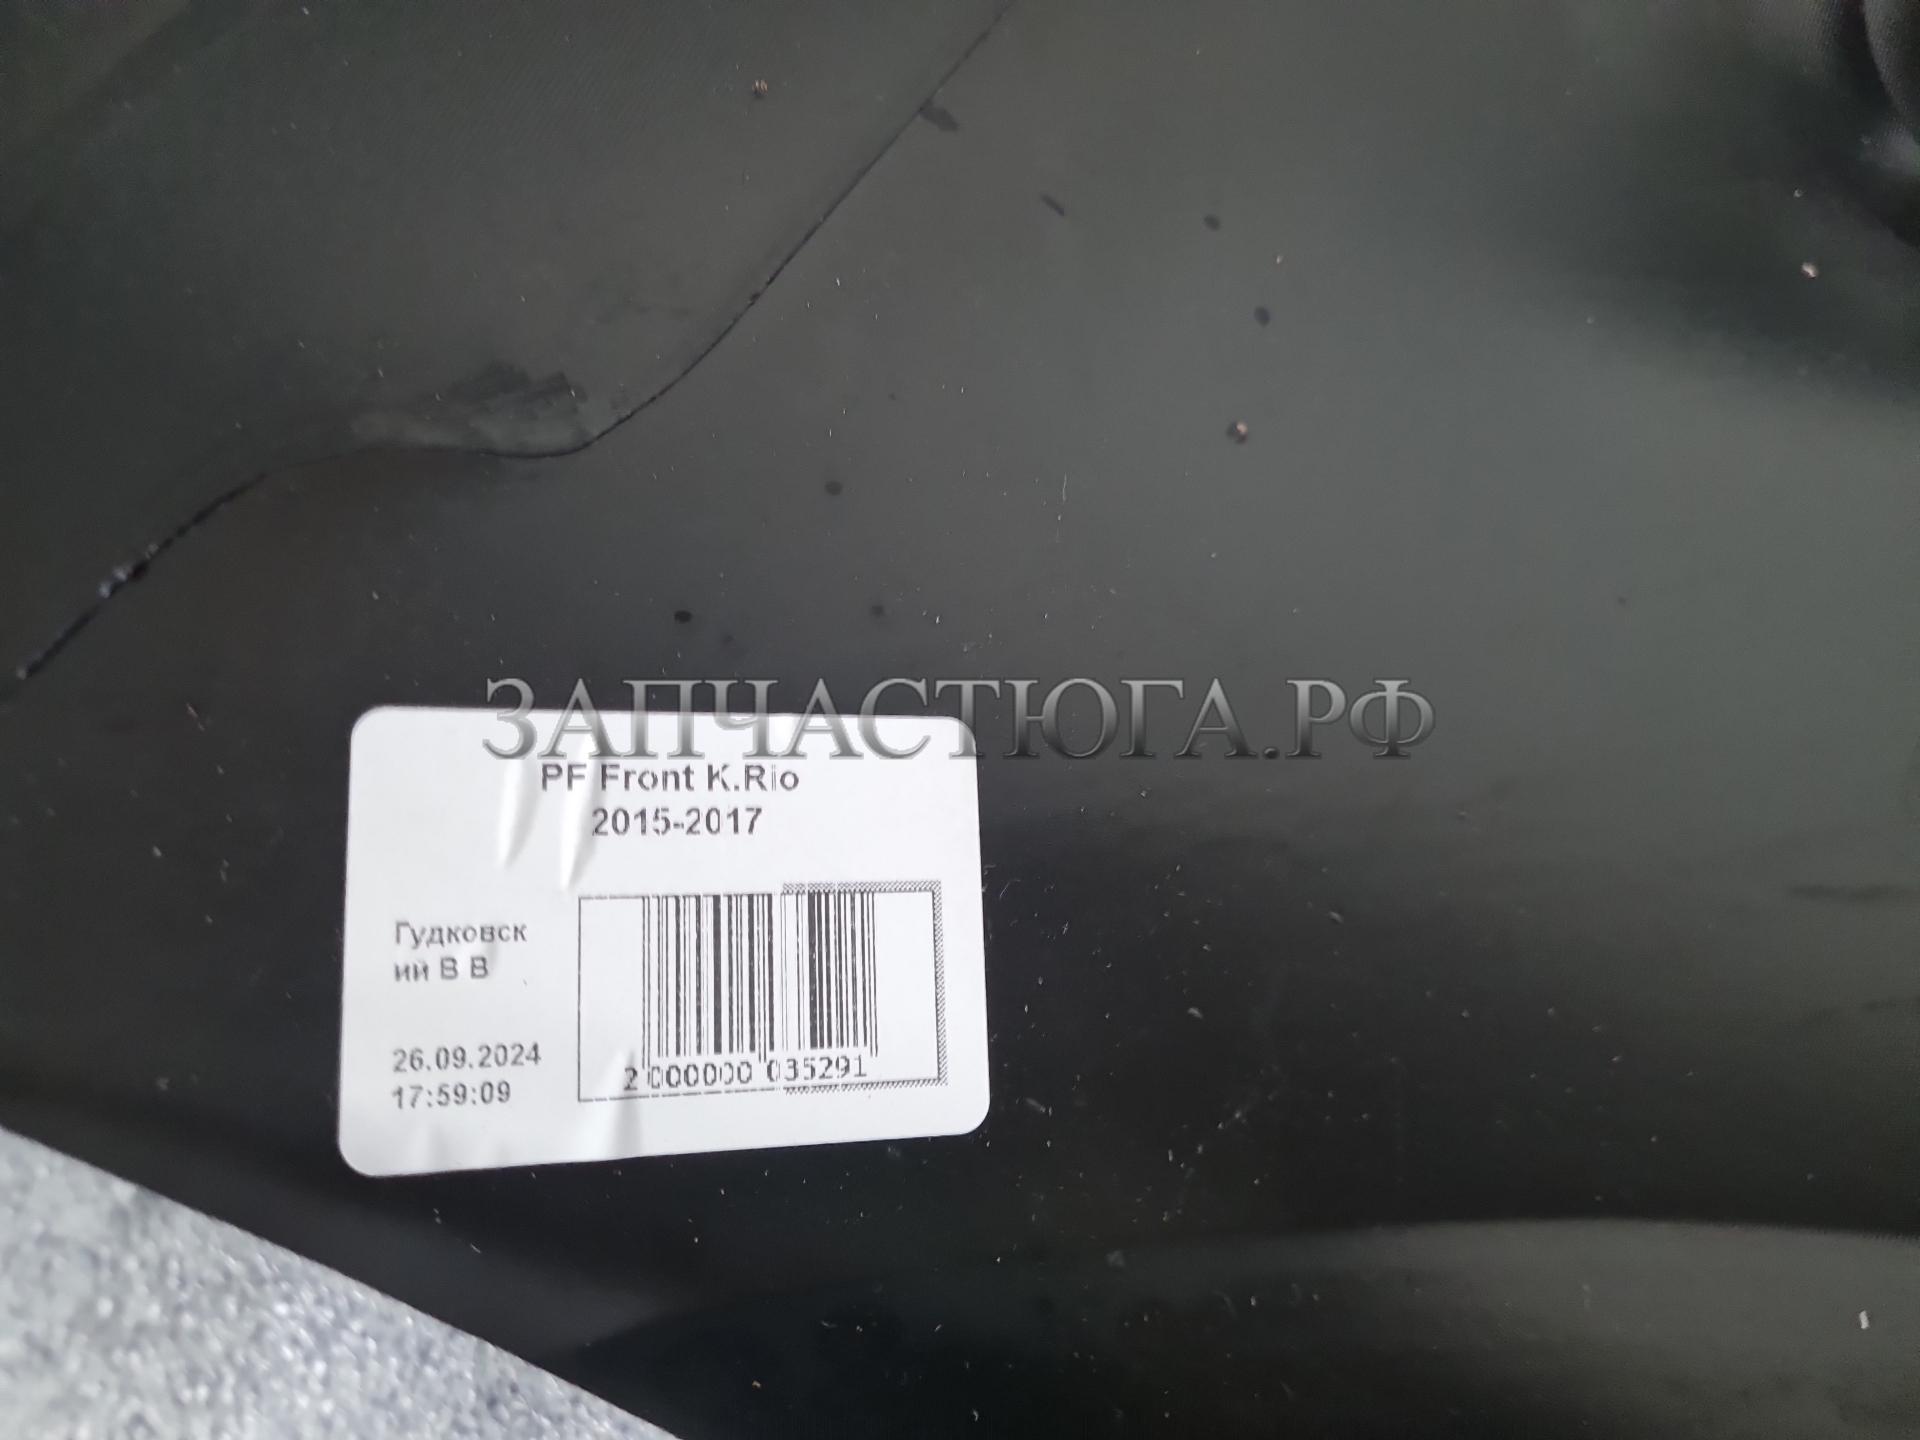 ЗАПЧАСТЮГА.РФ
PF Front K.Rio
2015-2017
Гудковск
ий В В
26.09.2024
17:59:09
2 000000 035291